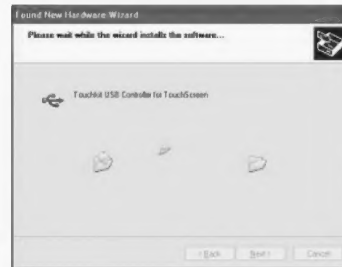 Found New Hardware Wizard
Please wait while the wizard installs the software...
Touchkit USB Controller for TouchScreen
< Back Next > Cancel